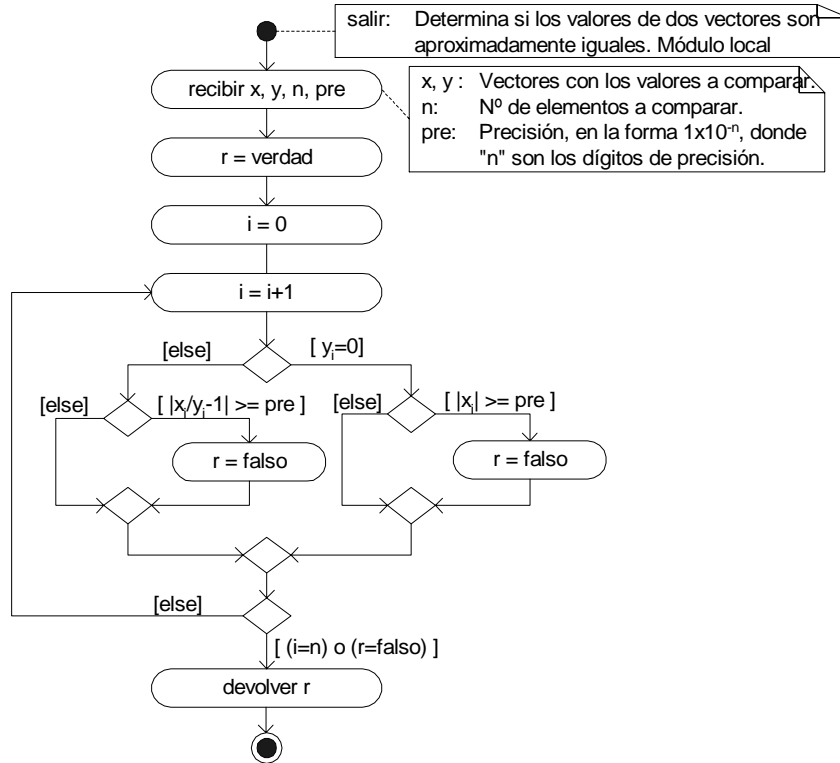 salir: Determina si los valores de dos vectores son
aproximadamente iguales. Módulo local
recibir x, y, n, pre
x, y : Vectores con los valores a comparar.
n: Nº de elementos a comparar.
pre: Precisión, en la forma 1x10⁻ⁿ, donde
"n" son los dígitos de precisión.
r = verdad
i = 0
i = i+1
[else]
[ yᵢ=0]
[else]
[ |xᵢ/yᵢ-1| >= pre ]
[else]
[ |xᵢ| >= pre ]
r = falso
r = falso
[else]
[ (i=n) o (r=falso) ]
devolver r